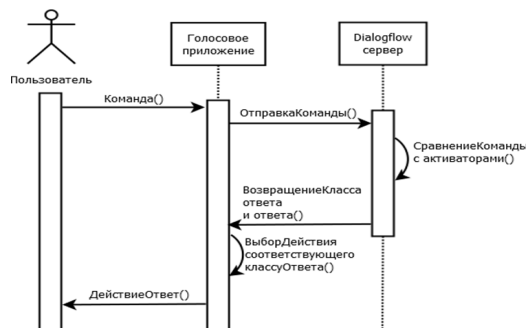 Голосовое
приложение
Dialogflow
сервер
Пользователь
Команда()
ОтправкаКоманды()
СравнениеКоманды
с активаторами()
ВозвращениеКласса
ответа
и ответа()
ВыборДействия
соответствующего
классуОтвета()
ДействиеОтвет()